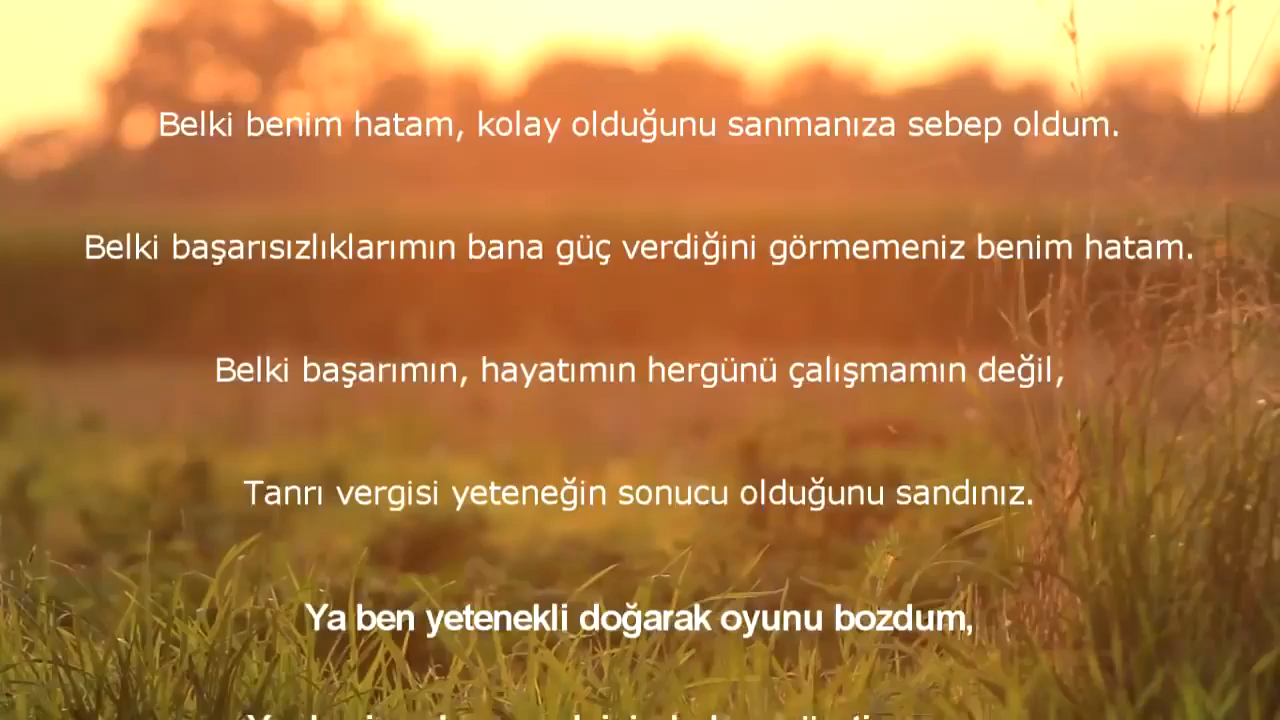 Belki benim hatam, kolay olduğunu sanmanıza sebep oldum.
Belki başarısızlıklarımın bana güç verdiğini görmemeniz benim hatam.
Belki başarımın, hayatımın hergünü çalışmamın değil,
Tanrı vergisi yeteneğin sonucu olduğunu sandınız.
Ya ben yetenekli doğarak oyunu bozdum,